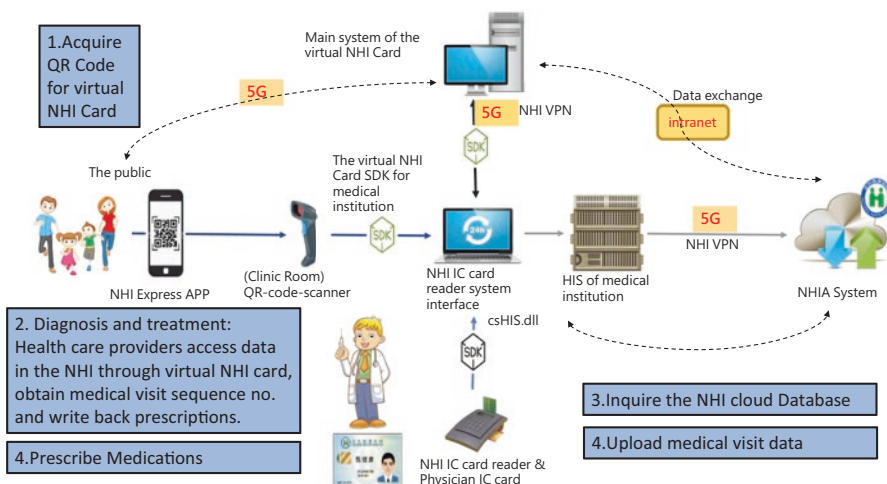 1.Acquire
QR Code
for virtual
NHI Card
Main system of the
virtual NHI Card
5G
5G
NHI VPN
SDK
Data exchange
intranet
The public
The virtual NHI
Card SDK for
medical
institution
SDK
24h
5G
NHI VPN
NHI Express APP
(Clinic Room)
QR-code-scanner
NHI IC card
reader system
interface
HIS of medical
institution
NHIA System
csHIS.dll
SDK
2. Diagnosis and treatment:
Health care providers access data
in the NHI through virtual NHI card,
obtain medical visit sequence no.
and write back prescriptions.
4.Prescribe Medications
NHI IC card reader &
Physician IC card
3.Inquire the NHI cloud Database
4.Upload medical visit data